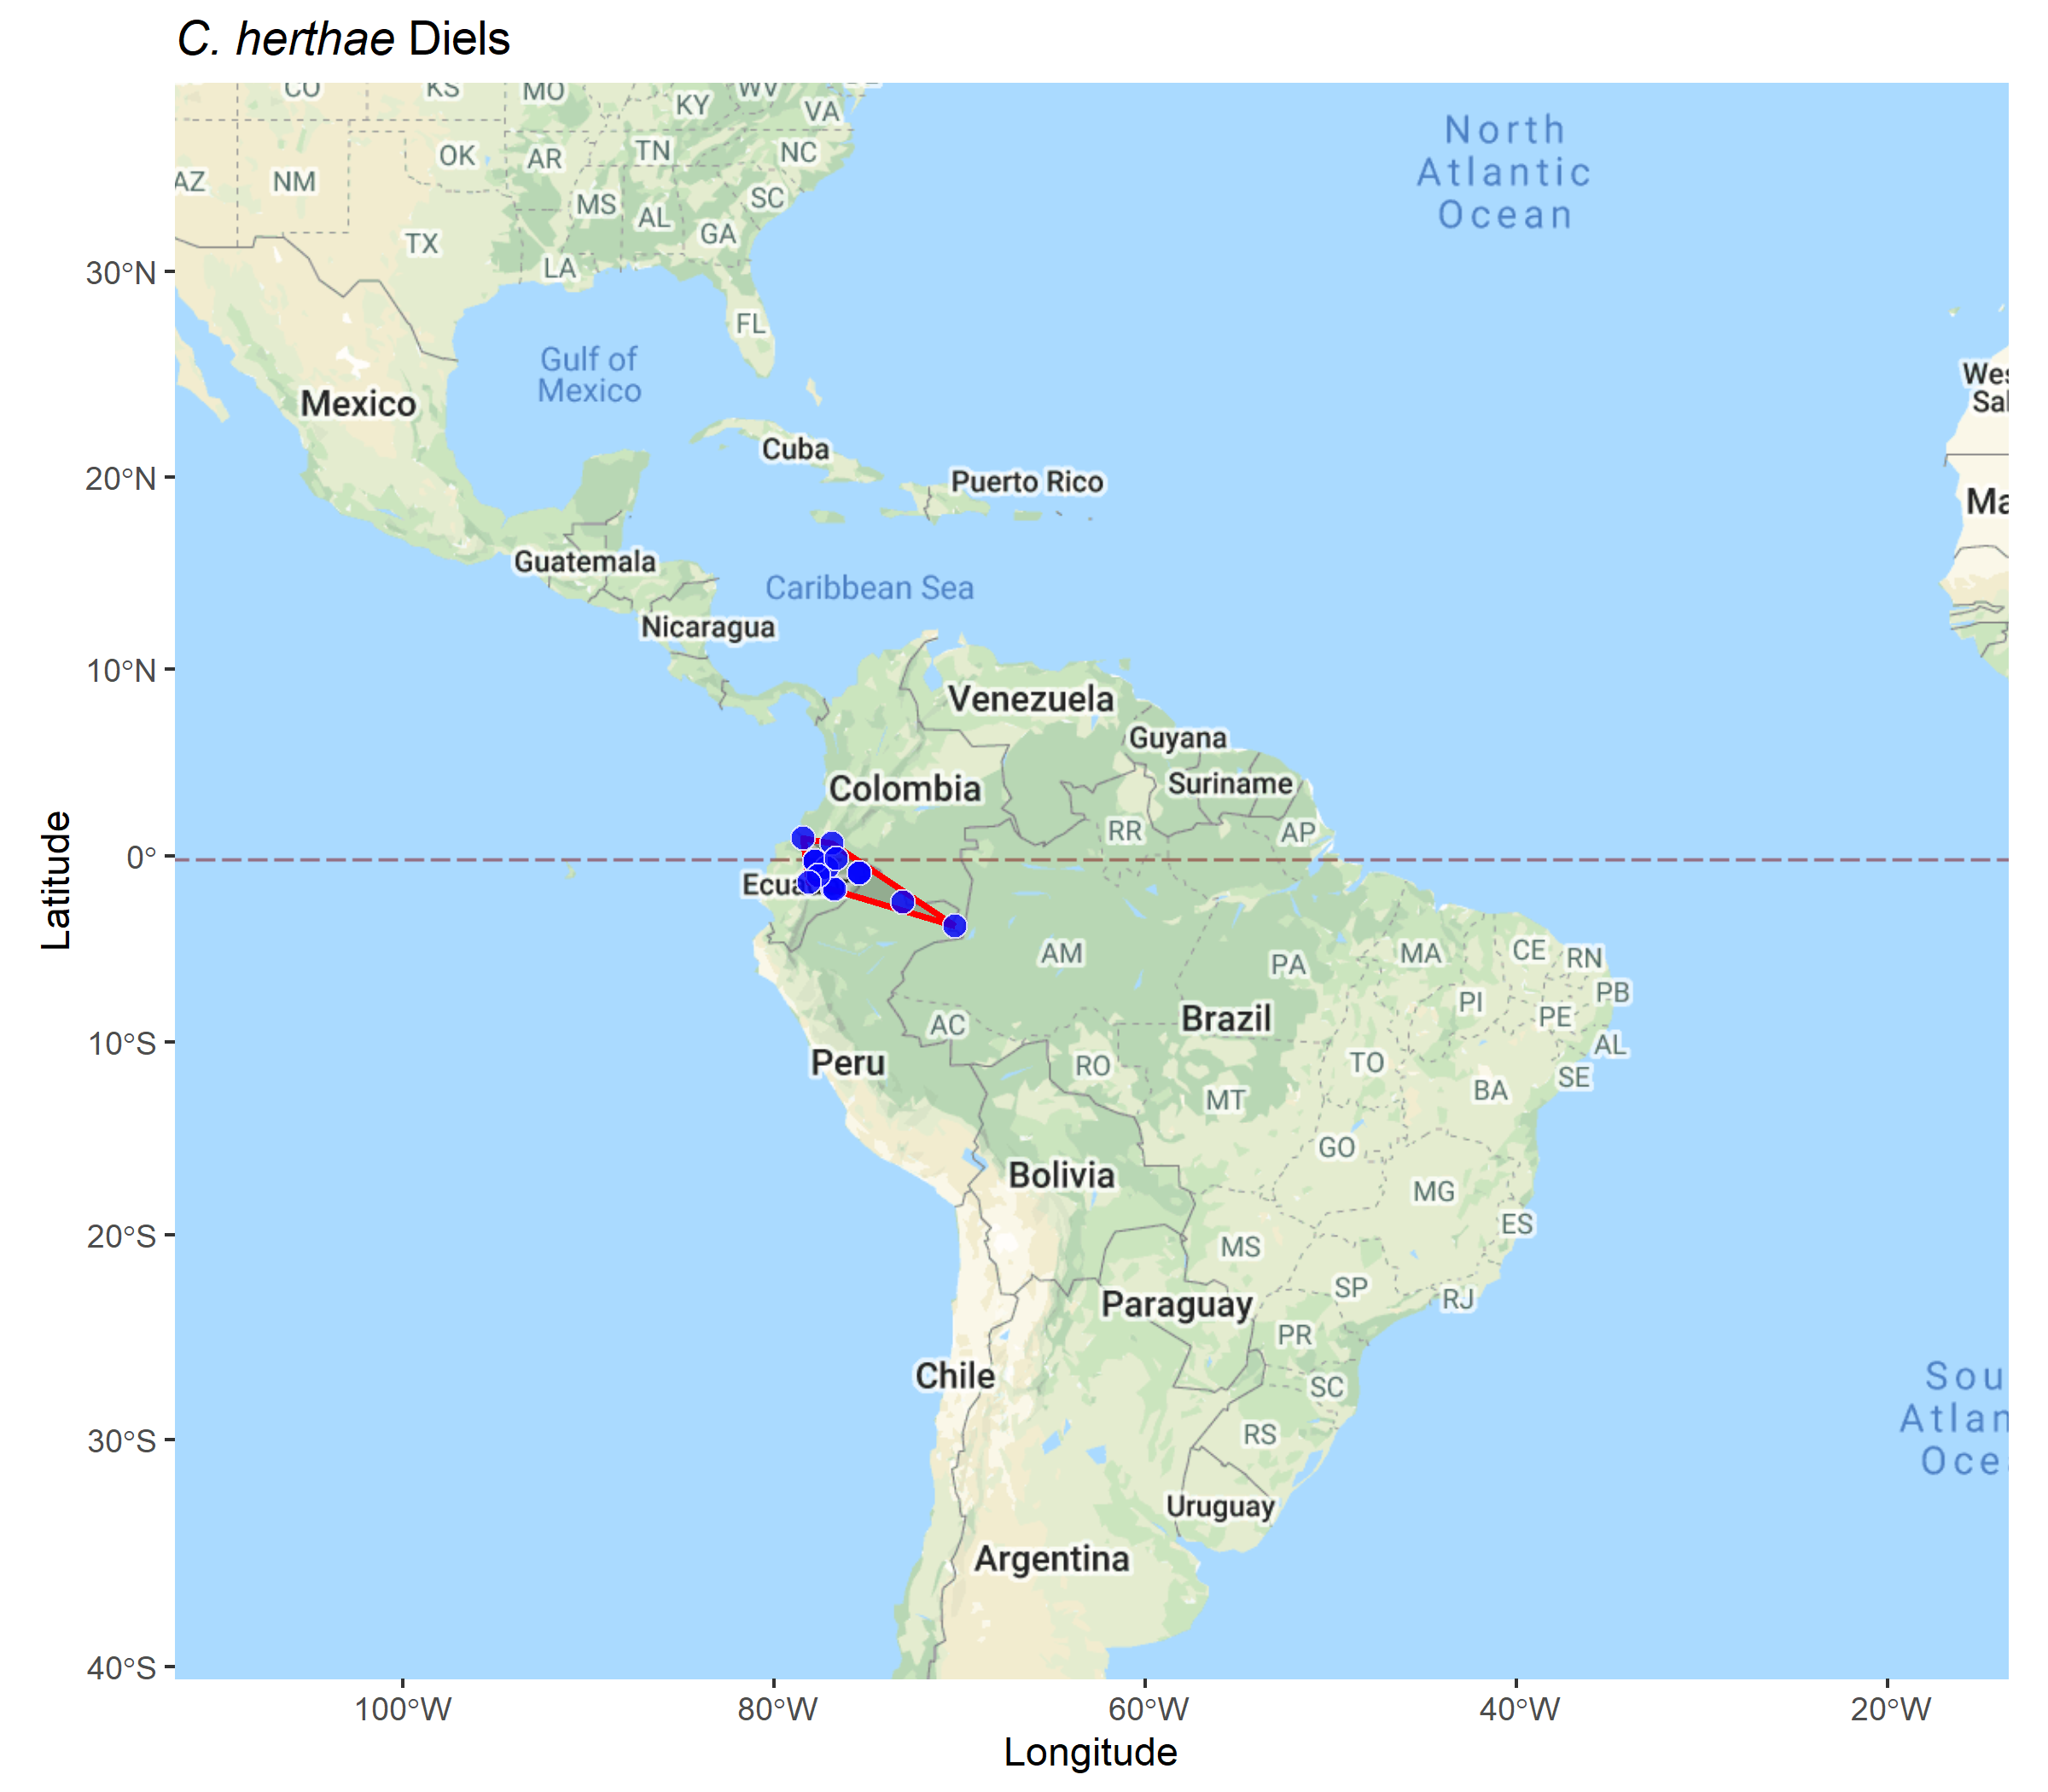 C. herthae Diels
CO
KS
MO
KY
WV
VA
AZ
NM
OK
AR
TN
NC
TX
MS
AL
GA
SC
LA
FL
North
Atlantic
Ocean
30°N
20°N
10°N
0°
10°S
20°S
30°S
40°S
Latitude
Gulf of
Mexico
Mexico
Cuba
Puerto Rico
Guatemala
Caribbean Sea
Nicaragua
Wes
Sal
Ma
Venezuela
Guyana
Suriname
Colombia
RR
AP
Ecua
AM
PA
MA
CE
RN
PB
PI
PE
AL
SE
Brazil
AC
Peru
RO
TO
BA
MT
GO
Bolivia
MG
ES
MS
SP
RJ
Paraguay
PR
Chile
SC
RS
Uruguay
Argentina
Sou
Atlan
Oce
100°W
80°W
60°W
40°W
20°W
Longitude